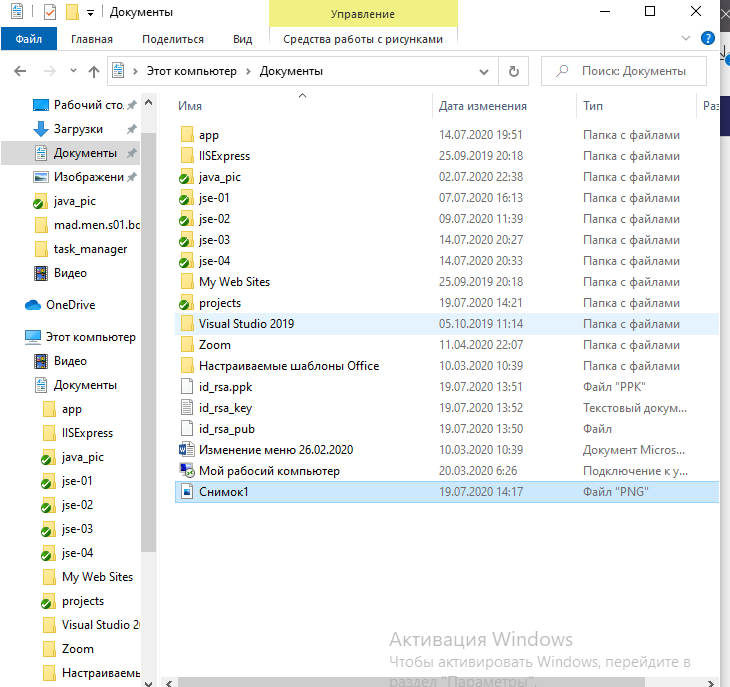 Документы
Управление
Файл
Главная
Поделиться
Вид
Средства работы с рисунками
Этот компьютер > Документы
Поиск: Документы
Имя Дата изменения Тип Раз
app 14.07.2020 19:51 Папка с файлами
IISExpress 25.09.2019 20:18 Папка с файлами
java_pic 02.07.2020 22:38 Папка с файлами
jse-01 07.07.2020 16:13 Папка с файлами
jse-02 09.07.2020 11:39 Папка с файлами
jse-03 14.07.2020 20:27 Папка с файлами
jse-04 14.07.2020 20:33 Папка с файлами
My Web Sites 25.09.2019 20:18 Папка с файлами
projects 19.07.2020 14:21 Папка с файлами
Visual Studio 2019 05.10.2019 11:14 Папка с файлами
Zoom 11.04.2020 22:07 Папка с файлами
Настраиваемые шаблоны Office 10.03.2020 10:39 Папка с файлами
id_rsa.ppk 19.07.2020 13:51 Файл "PPK"
id_rsa_key 19.07.2020 13:52 Текстовый докум...
id_rsa_pub 19.07.2020 13:50 Файл
Изменение меню 26.02.2020 10.03.2020 10:39 Документ Micros...
Мой рабосий компьютер 20.03.2020 6:26 Подключение к у...
Снимок1 19.07.2020 14:17 Файл "PNG"
Рабочий сто.
Загрузки
Документы
Изображени
java_pic
mad.men.s01.bd
task_manager
Видео
OneDrive
Этот компьютер
Видео
Документы
app
IISExpress
java_pic
jse-01
jse-02
jse-03
jse-04
My Web Sites
projects
Visual Studio 20
Zoom
Настраиваемы
Активация Windows
Чтобы активировать Windows, перейдите в
раздел "Параметры".